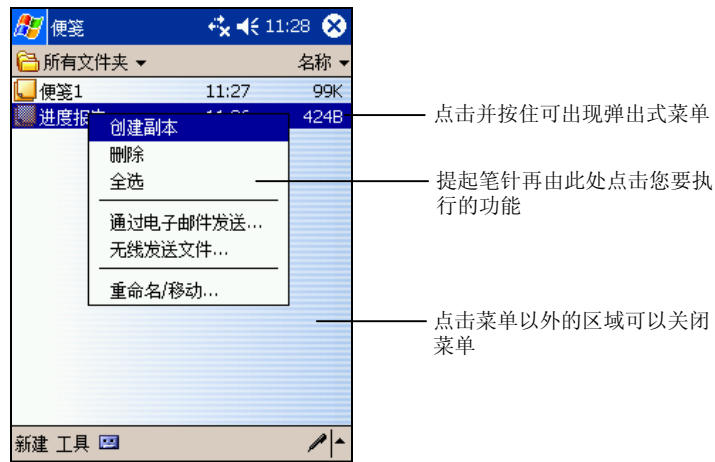 便笺 11:28
所有文件夹 名称
便笺1 11:27 99K
进度报告 11:26 424B
创建副本
删除
全选
通过电子邮件发送...
无线发送文件...
重命名/移动...
新建 工具
点击并按住可出现弹出式菜单
提起笔针再由此处点击您要执
行的功能
点击菜单以外的区域可以关闭
菜单